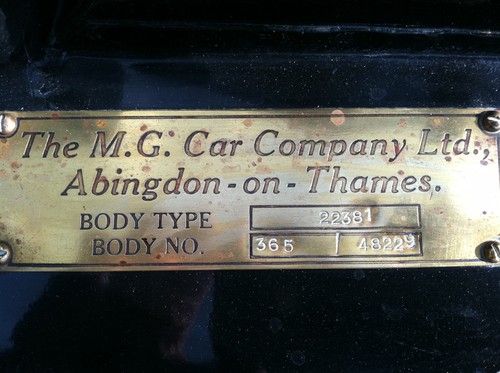 The M.G. Car Company Ltd.,
Abingdon-on-Thames.
BODY TYPE 22381
BODY NO. 365 / 48229